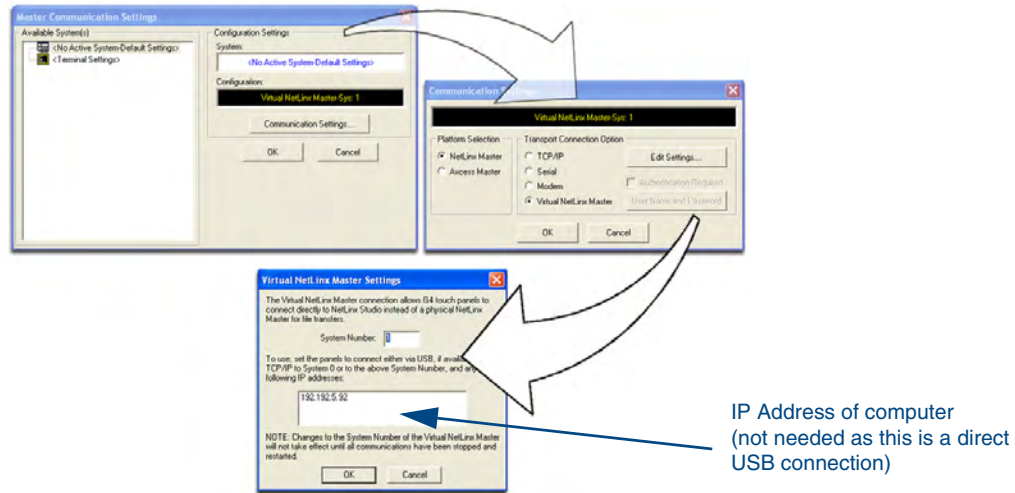 Master Communication Settings
Available System(s)
<No Active System-Default Settings>
<Terminal Settings>
Configuration Settings
System:
<No Active System-Default Settings>
Configuration:
Virtual NetLinx Master-Sys: 1
Communication Settings...
OK Cancel
Communication
Virtual NetLinx Master-Sys: 1
Platform Selection
NetLinx Master
Axcess Master
Transport Connection Option
TCP/IP
Serial
Modem
Virtual NetLinx Master
Edit Settings...
Authentication Required
User Name and Password
OK Cancel
Virtual NetLinx Master Settings
The Virtual NetLinx Master connection allows G4 touch panels to
connect directly to NetLinx Studio instead of a physical NetLinx
Master for file transfers.
System Number: 1
To use, set the panels to connect either via USB, if
TCP/IP to System 0 or to the above System Number, and
following IP addresses:
192.192.5.92
NOTE: Changes to the System Number of the Virtual NetLinx Master
will not take effect until all communications have been stopped and
restarted.
OK Cancel
IP Address of computer
(not needed as this is a direct
USB connection)